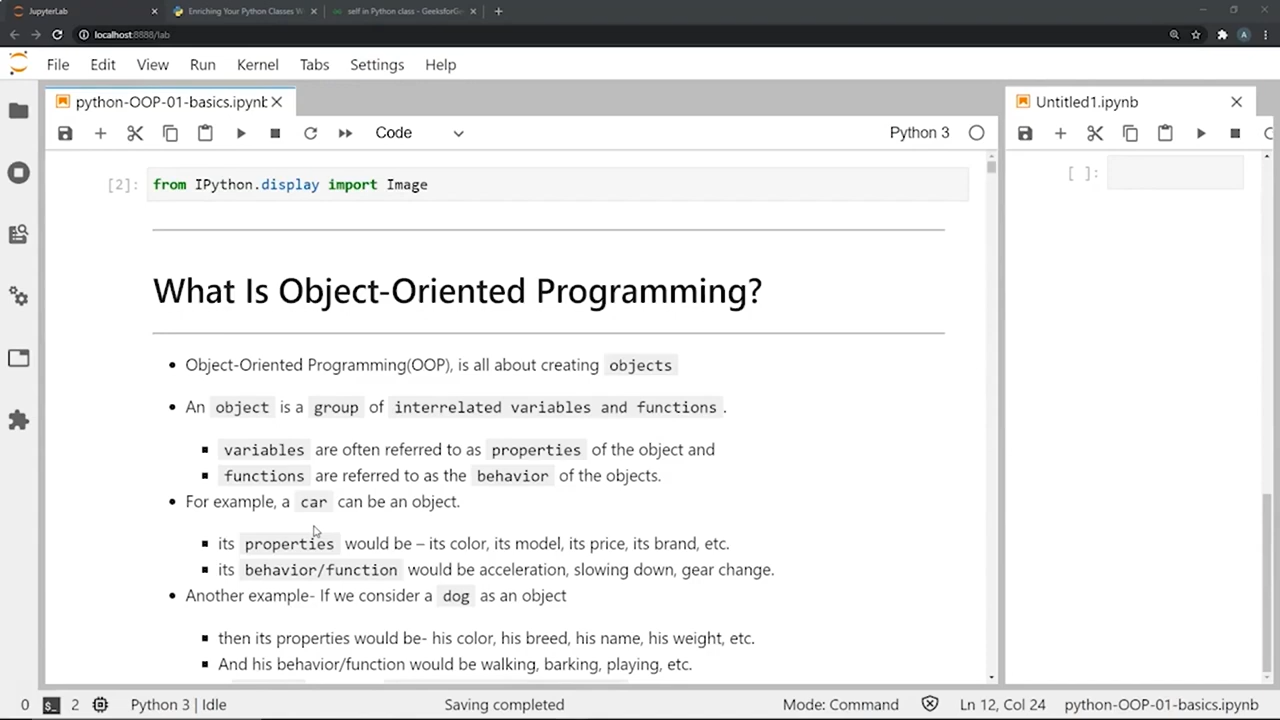 JupyterLab
Enriching Your Python Classes W
self in Python class - GeeksforGe
localhost:8888/lab
A
File Edit View Run Kernel Tabs Settings Help
python-OOP-01-basics.ipynb
Untitled1.ipynb
Code
Python 3
[2]: from IPython.display import Image
[ ]:
What Is Object-Oriented Programming?
Object-Oriented Programming(OOP), is all about creating objects
An object is a group of interrelated variables and functions .
variables are often referred to as properties of the object and
functions are referred to as the behavior of the objects.
For example, a car can be an object.
its properties would be – its color, its model, its price, its brand, etc.
its behavior/function would be acceleration, slowing down, gear change.
Another example- If we consider a dog as an object
then its properties would be- his color, his breed, his name, his weight, etc.
And his behavior/function would be walking, barking, playing, etc.
0 2 Python 3 | Idle Saving completed Mode: Command Ln 12, Col 24 python-OOP-01-basics.ipynb